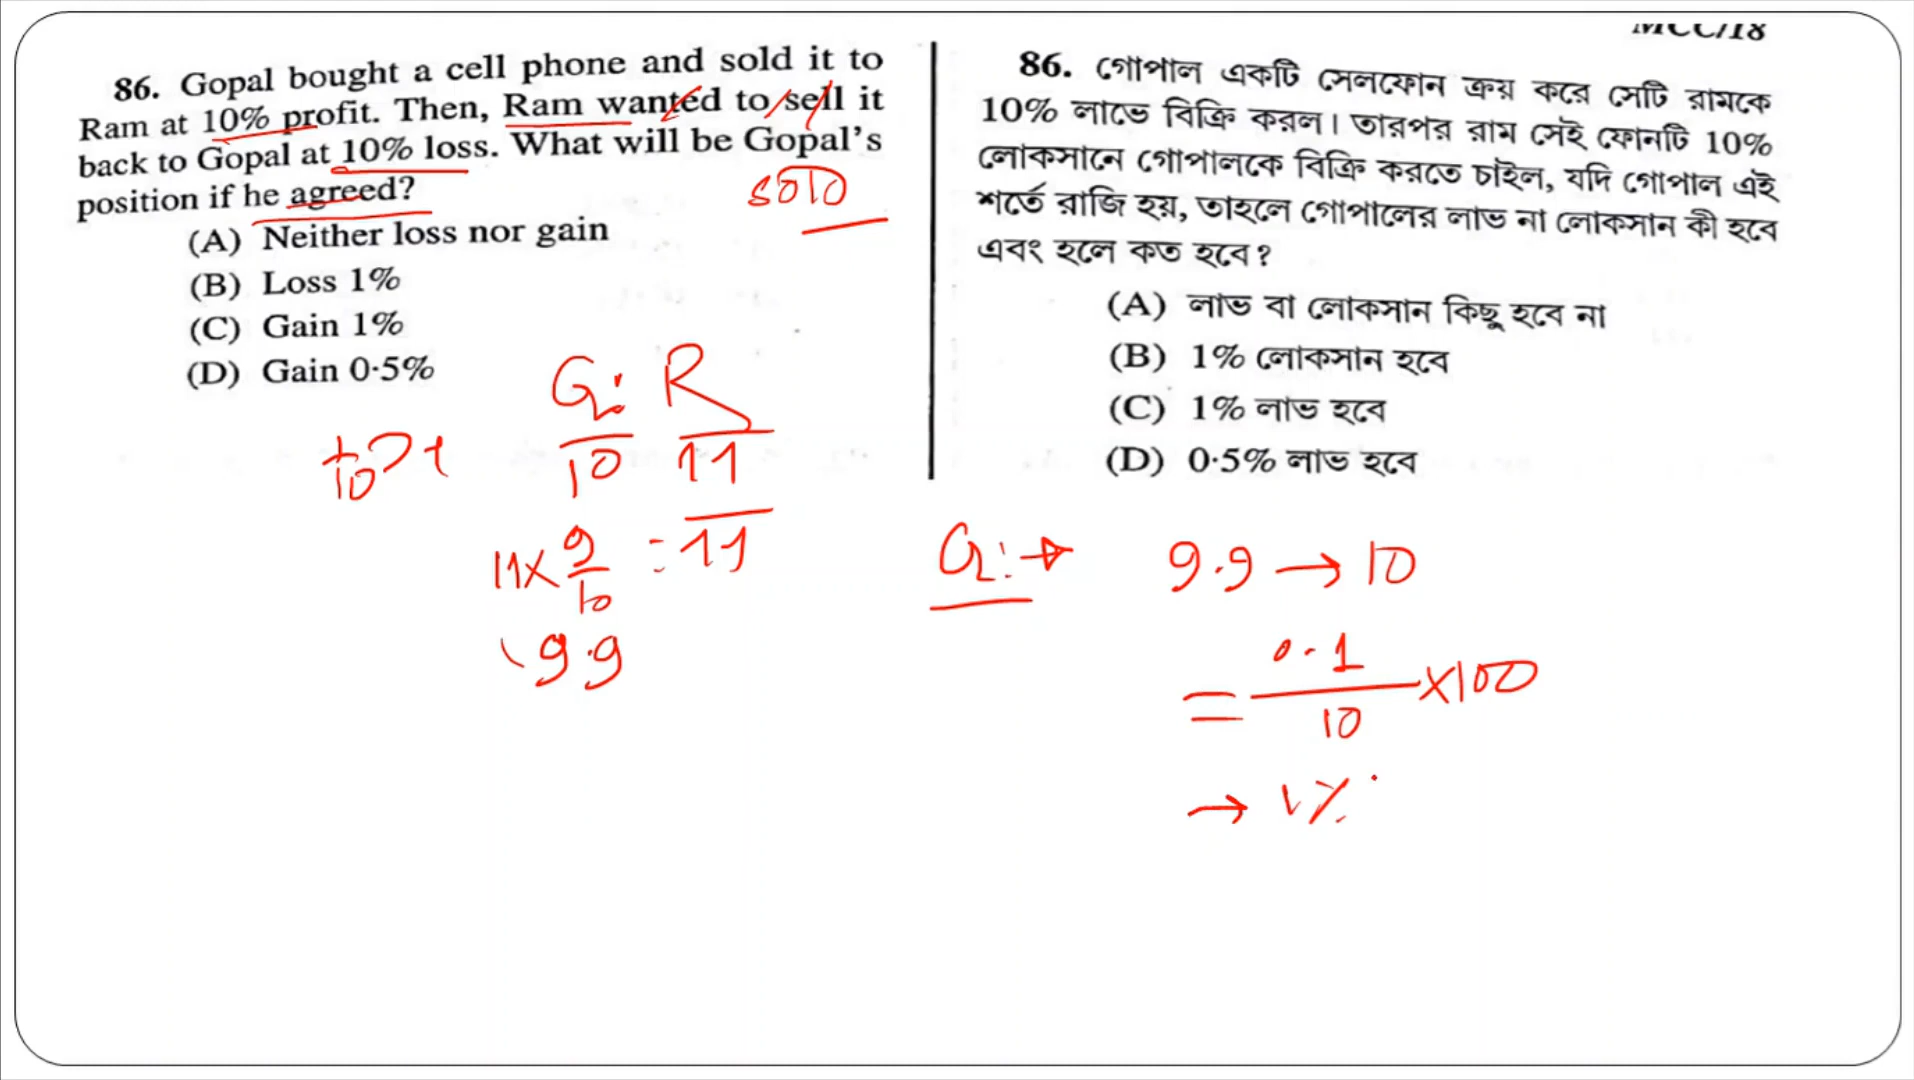 MCC/18
86. Gopal bought a cell phone and sold it to
Ram at 10% profit. Then, Ram wanted to sell it
back to Gopal at 10% loss. What will be Gopal's
position if he agreed?
(A) Neither loss nor gain
(B) Loss 1%
(C) Gain 1%
(D) Gain 0·5%
86. গোপাল একটি সেলফোন ক্রয় করে সেটি রামকে
10% লাভে বিক্রি করল। তারপর রাম সেই ফোনটি 10%
লোকসানে গোপালকে বিক্রি করতে চাইল, যদি গোপাল এই
শর্তে রাজি হয়, তাহলে গোপালের লাভ না লোকসান কী হবে
এবং হলে কত হবে?
(A) লাভ বা লোকসান কিছু হবে না
(B) 1% লোকসান হবে
(C) 1% লাভ হবে
(D) 0·5% লাভ হবে
G: R
10 11
11 × 9/10 = 11
9.9
G: →
9.9 → 10
= 0.1/10 ×100
→ 1%